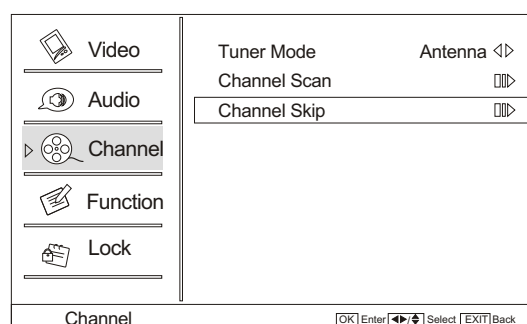 Video
Audio
Channel
Function
Lock
Tuner Mode Antenna
Channel Scan
Channel Skip
Channel
OK Enter / Select EXIT Back